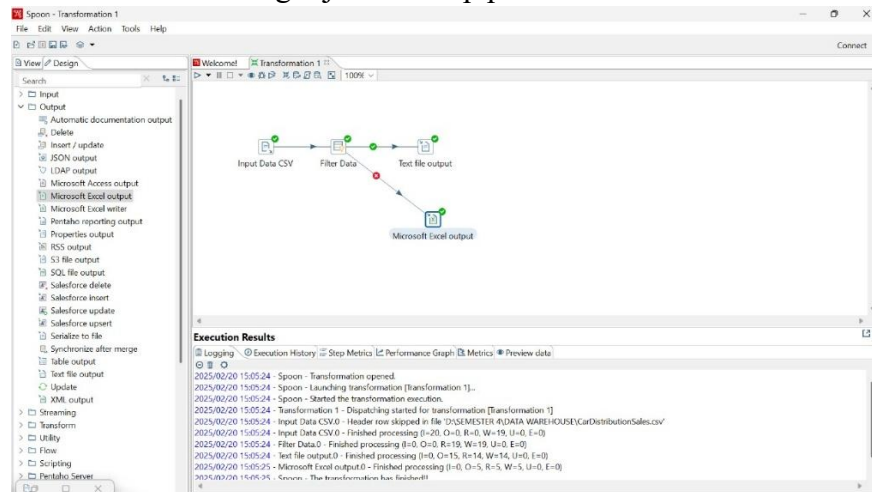 Spoon - Transformation 1
File Edit View Action Tools Help
Connect
View Design
Welcome! Transformation 1
Search
100%
Input
Output
Automatic documentation output
Delete
Insert / update
JSON output
LDAP output
Microsoft Access output
Microsoft Excel output
Microsoft Excel writer
Pentaho reporting output
Properties output
RSS output
S3 file output
SQL file output
Salesforce delete
Salesforce insert
Salesforce update
Salesforce upsert
Serialize to file
Synchronize after merge
Table output
Text file output
Update
XML output
Streaming
Transform
Utility
Flow
Scripting
Pentaho Server
Input Data CSV
Filter Data
Text file output
Microsoft Excel output
Execution Results
Logging Execution History Step Metrics Performance Graph Metrics Preview data
2025/02/20 15:05:24 - Spoon - Transformation opened.
2025/02/20 15:05:24 - Spoon - Launching transformation [Transformation 1]...
2025/02/20 15:05:24 - Spoon - Started the transformation execution.
2025/02/20 15:05:24 - Transformation 1 - Dispatching started for transformation [Transformation 1]
2025/02/20 15:05:24 - Input Data CSV.0 - Header row skipped in file 'D:\SEMESTER 4\DATA WAREHOUSE\CarDistributionSales.csv'
2025/02/20 15:05:24 - Input Data CSV.0 - Finished processing (I=20, O=0, R=0, W=19, U=0, E=0)
2025/02/20 15:05:24 - Filter Data.0 - Finished processing (I=0, O=0, R=19, W=19, U=0, E=0)
2025/02/20 15:05:24 - Text file output.0 - Finished processing (I=0, O=15, R=14, W=14, U=0, E=0)
2025/02/20 15:05:25 - Microsoft Excel output.0 - Finished processing (I=0, O=5, R=5, W=5, U=0, E=0)
2025/02/20 15:05:25 - Spoon - The transformation has finished!!